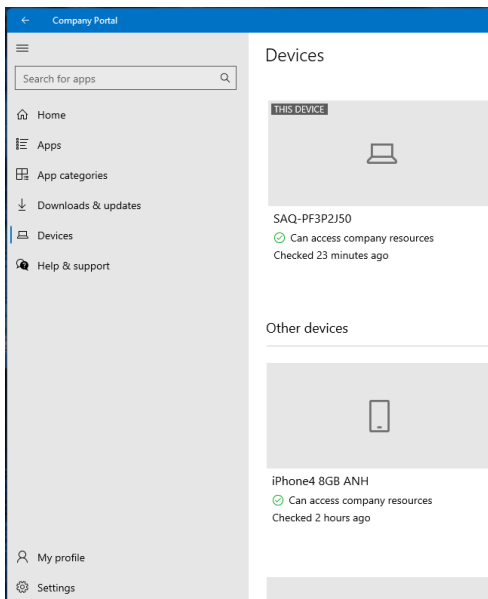 Company Portal
Search for apps
Home
Apps
App categories
Downloads & updates
Devices
Help & support
My profile
Settings
Devices
THIS DEVICE
SAQ-PF3P2J50
Can access company resources
Checked 23 minutes ago
Other devices
iPhone4 8GB ANH
Can access company resources
Checked 2 hours ago